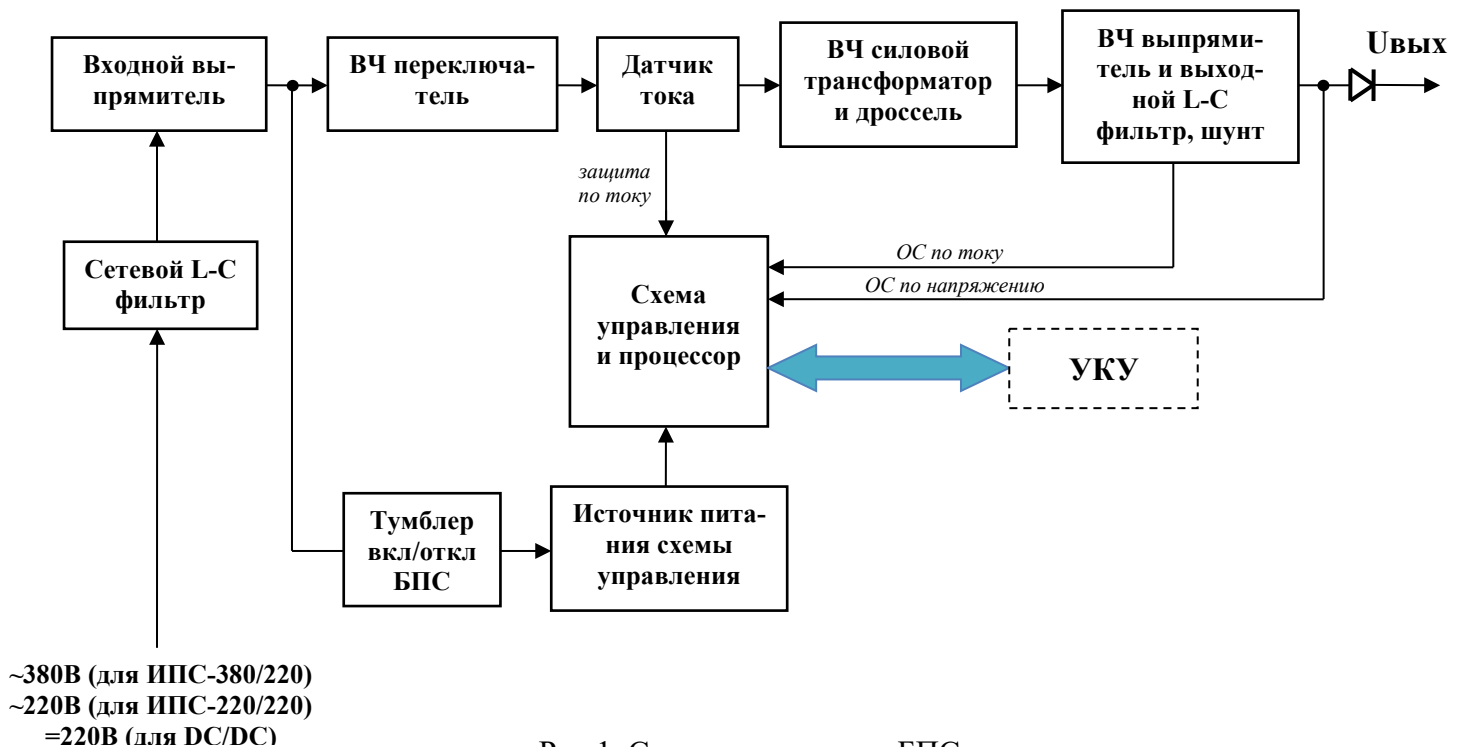 Входной вы-
прямитель
ВЧ переключа-
тель
Датчик
тока
ВЧ силовой
трансформатор
и дроссель
ВЧ выпрями-
тель и выход-
ной L-C
фильтр, шунт
Uвых
защита
по току
Сетевой L-C
фильтр
Схема
управления
и процессор
ОС по току
ОС по напряжению
УКУ
Тумблер
вкл/откл
БПС
Источник пита-
ния схемы
управления
~380В (для ИПС-380/220)
~220В (для ИПС-220/220)
=220В (для DC/DC)